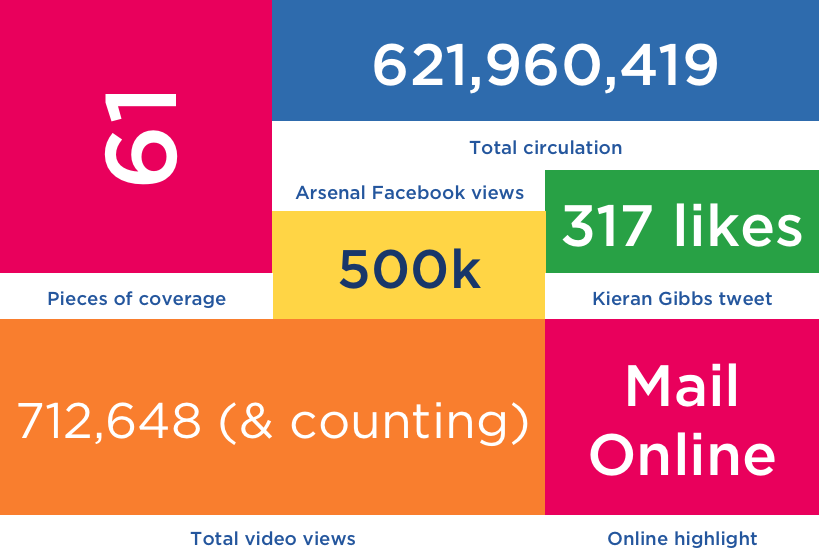 61
Pieces of coverage
621,960,419
Total circulation
Arsenal Facebook views
500k
317 likes
Kieran Gibbs tweet
712,648 (& counting)
Total video views
Mail
Online
Online highlight